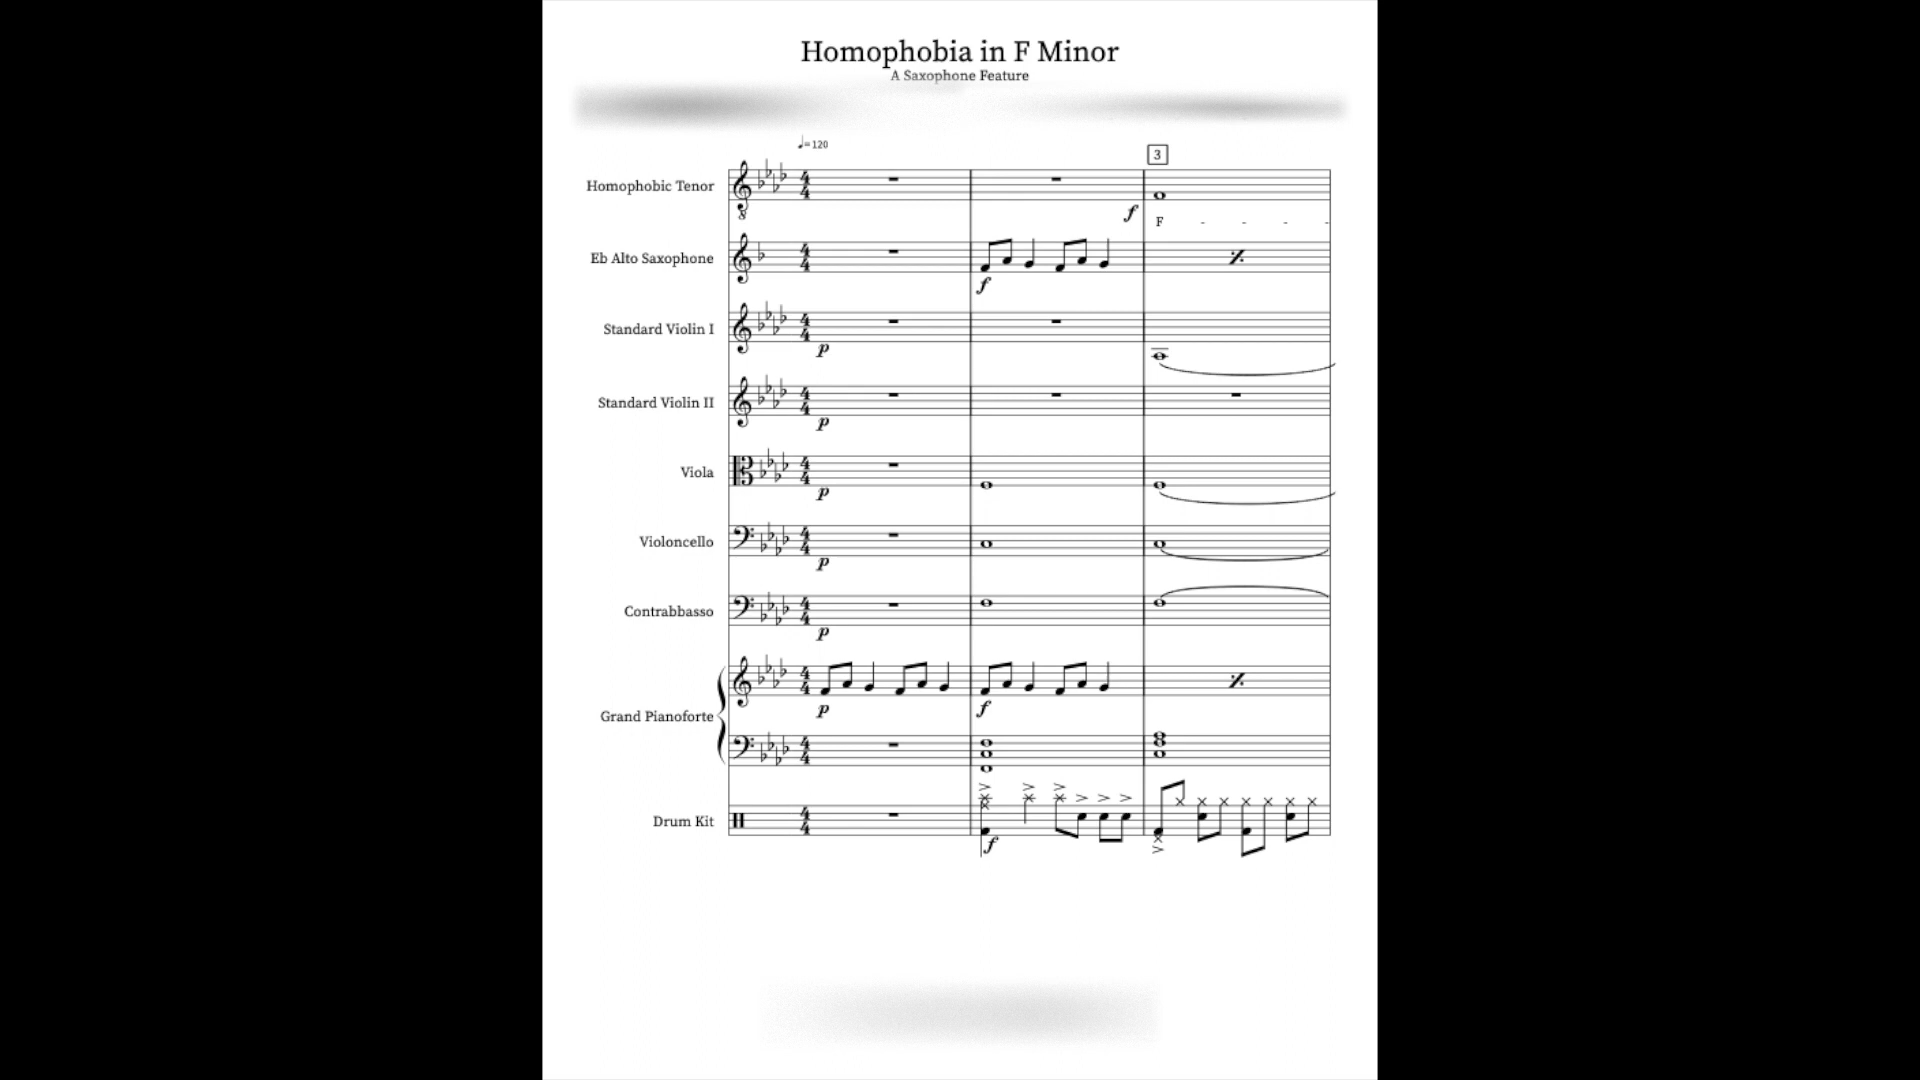 Homophobia in F Minor
A Saxophone Feature
♩=120
3
Homophobic Tenor
8
f
F - - - -
Eb Alto Saxophone
f
Standard Violin I
p
Standard Violin II
p
Viola
p
Violoncello
p
Contrabbasso
p
Grand Pianoforte
p f
Drum Kit
f